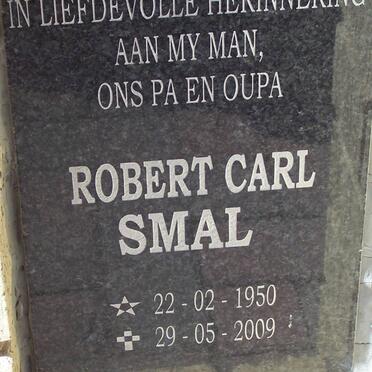 IN LIEFDEVOLLE HERINNERING
AAN MY MAN,
ONS PA EN OUPA
ROBERT CARL
SMAL
22 - 02 - 1950
29 - 05 - 2009